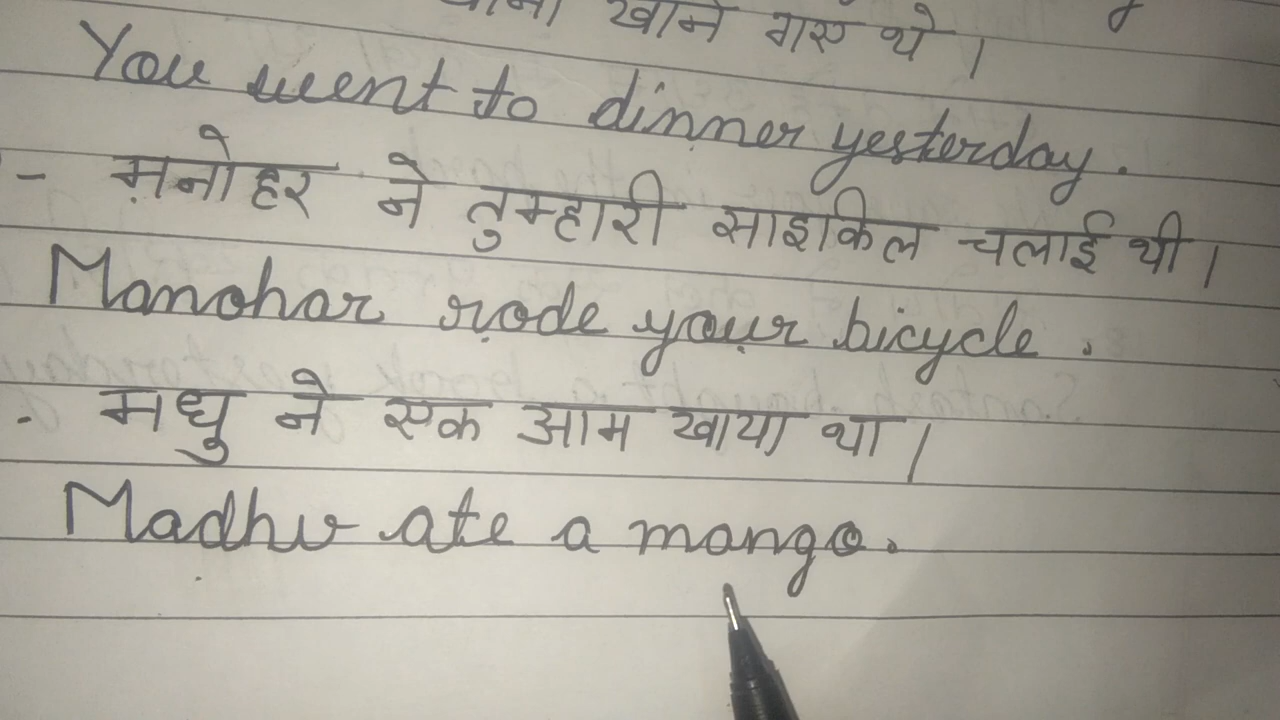 खाने गए थे।
You went to dinner yesterday.
- मनोहर ने तुम्हारी साइकिल चलाई थी।
Manohar rode your bicycle.
. मधु ने एक आम खाया था।
Madhu ate a mango.